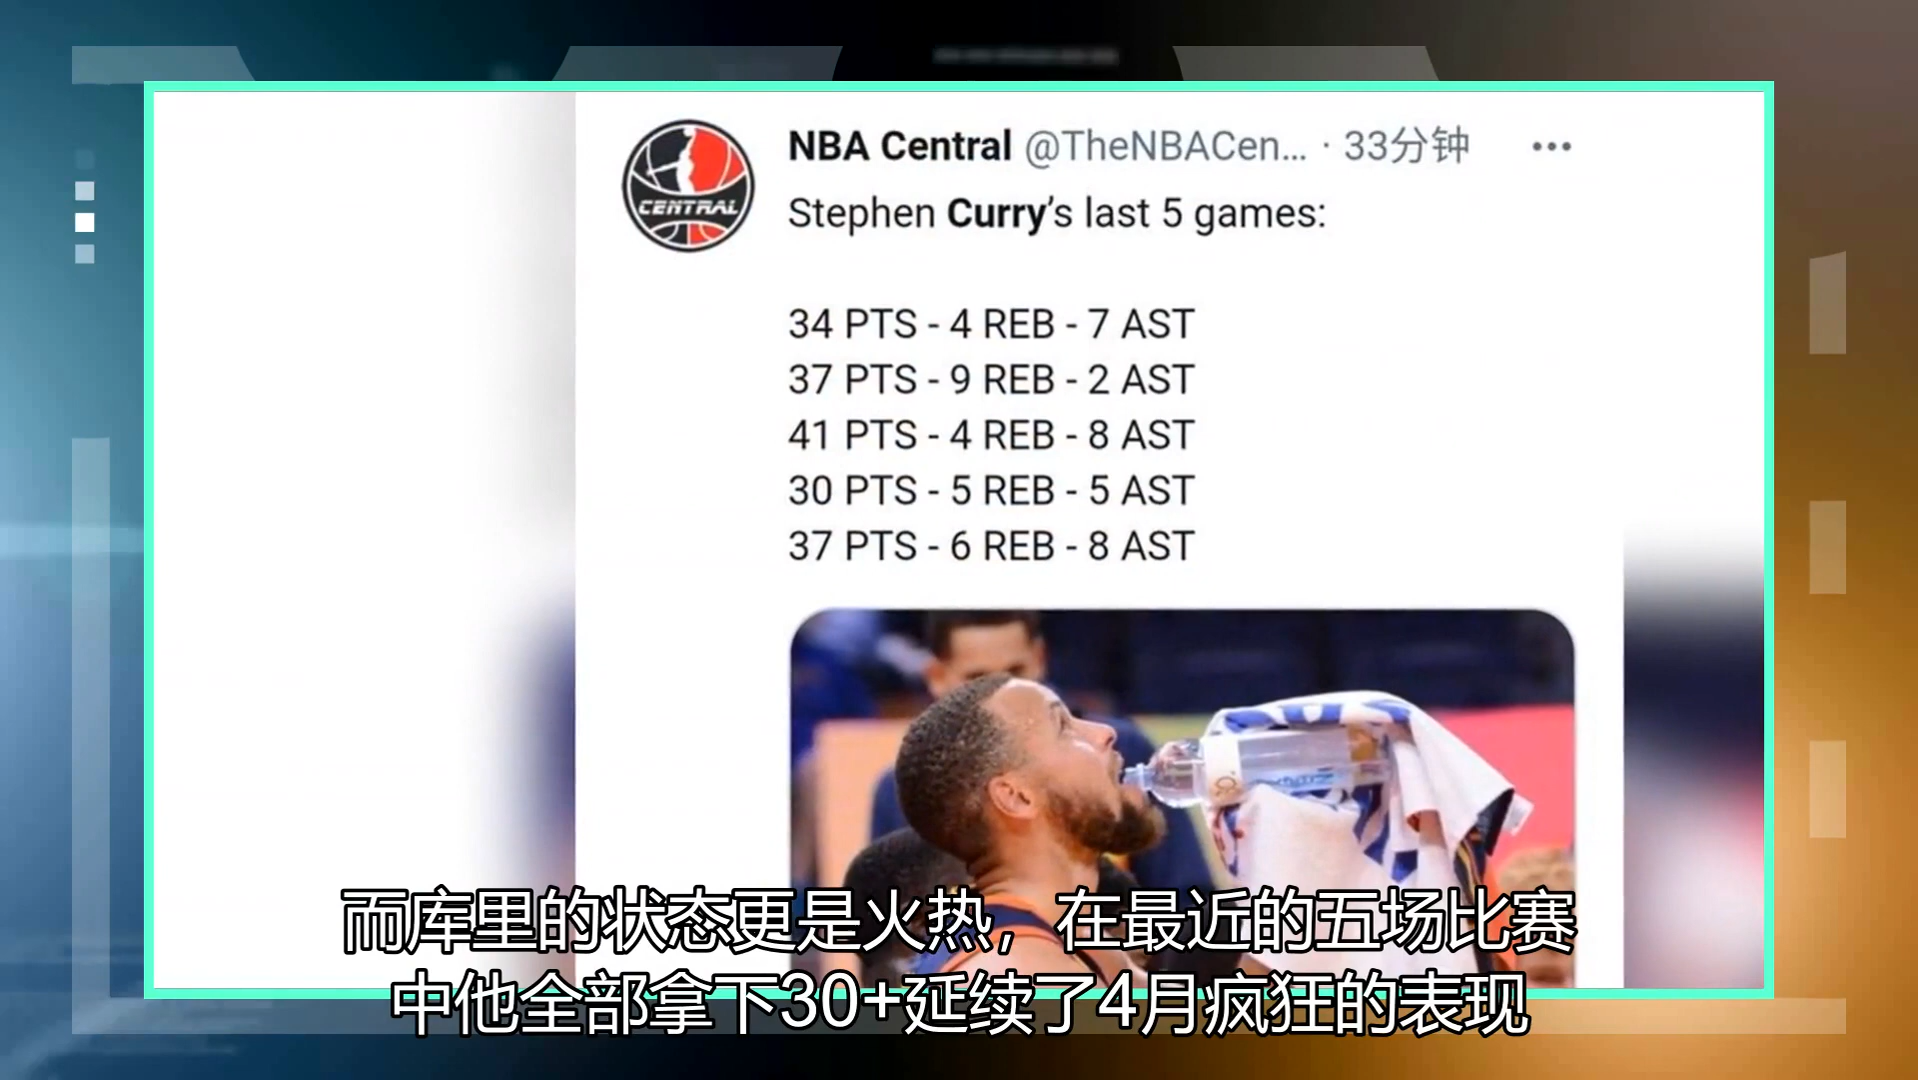 NBA Central @TheNBACen... · 33分钟
CENTRAL
Stephen Curry's last 5 games:
34 PTS - 4 REB - 7 AST
37 PTS - 9 REB - 2 AST
41 PTS - 4 REB - 8 AST
30 PTS - 5 REB - 5 AST
37 PTS - 6 REB - 8 AST
而库里的状态更是火热，在最近的五场比赛
中他全部拿下30+延续了4月疯狂的表现